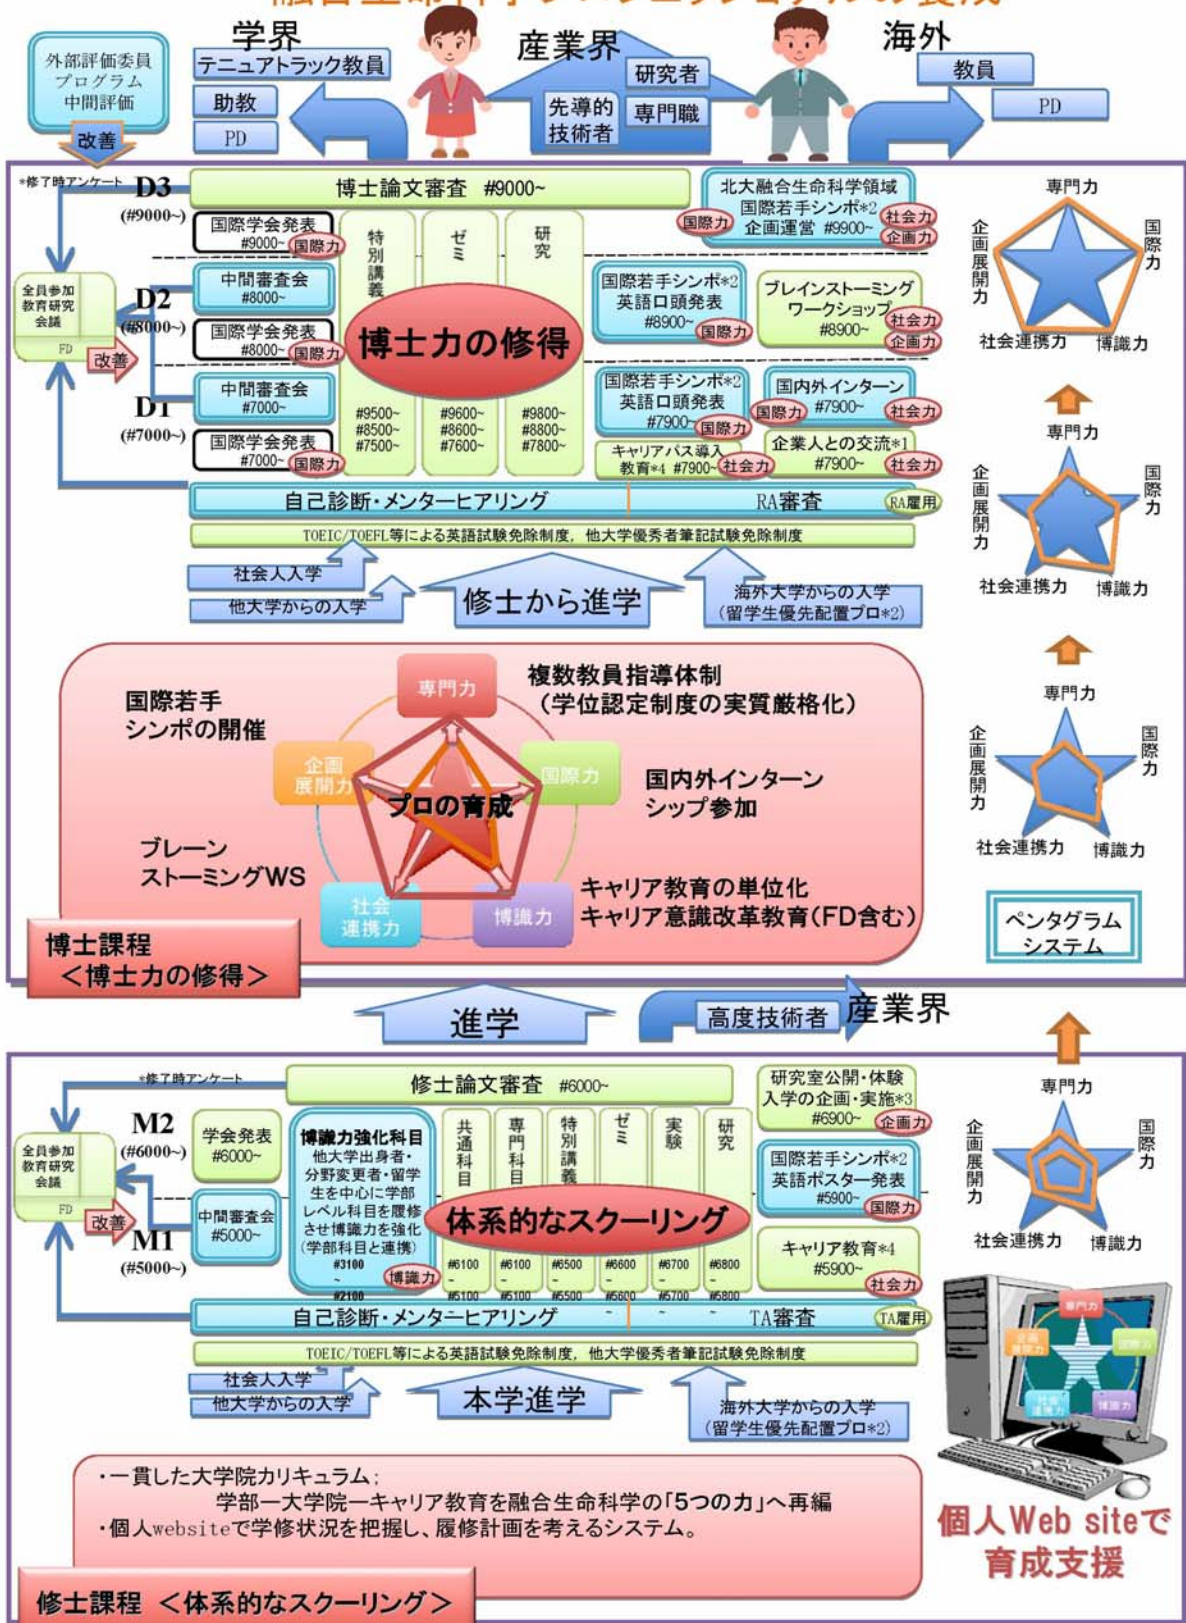 学界
産業界
海外
外部評価委員
プログラム
中間評価
改善
テニュアトラック教員
助教
PD
研究者
先導的
技術者
専門職
教員
PD
*修了時アンケート
D3
(#9000~)
博士論文審査 #9000~
国際学会発表
#9000~
国際力
北大融合生命科学領域
国際若手シンポ*2
企画運営 #9900~
国際力
社会力
企画力
特別講義
ゼミ
研究
全員参加
教育研究
会議
FD
改善
D2
(#8000~)
中間審査会
#8000~
国際学会発表
#8000~
国際力
博士力の修得
国際若手シンポ*2
英語口頭発表
#8900~
国際力
ブレインストーミング
ワークショップ
#8900~
社会力
企画力
D1
(#7000~)
中間審査会
#7000~
国際学会発表
#7000~
国際力
#9500~
#8500~
#7500~
#9600~
#8600~
#7600~
#9800~
#8800~
#7800~
国際若手シンポ*2
英語口頭発表
#7900~
国際力
国内外インターン
#7900~
国際力
社会力
キャリアパス導入
教育*4 #7900~
社会力
企業人との交流*1
#7900~
社会力
自己診断・メンターヒアリング
RA審査
RA雇用
TOEIC/TOEFL等による英語試験免除制度，他大学優秀者筆記試験免除制度
社会人入学
他大学からの入学
修士から進学
海外大学からの入学
(留学生優先配置プロ*2)
専門力
国際力
博識力
社会連携力
企画展開力
専門力
国際力
博識力
社会連携力
企画展開力
専門力
国際力
博識力
社会連携力
企画展開力
ペンタグラム
システム
国際若手
シンポの開催
複数教員指導体制
（学位認定制度の実質厳格化）
専門力
企画
展開力
国際力
プロの育成
国内外インターン
シップ参加
ブレーン
ストーミングWS
社会
連携力
博識力
キャリア教育の単位化
キャリア意識改革教育(FD含む)
博士課程
＜博士力の修得＞
進学
高度技術者
産業界
*修了時アンケート
修士論文審査 #6000~
M2
(#6000~)
学会発表
#6000~
全員参加
教育研究
会議
FD
改善
M1
(#5000~)
中間審査会
#5000~
博識力強化科目
他大学出身者・
分野変更者・留学
生を中心に学部
レベル科目を履修
させ博識力を強化
(学部科目と連携)
#3100
~
#2100
博識力
共通科目
専門科目
特別講義
ゼミ
実験
研究
体系的なスクーリング
#6100
~
#5100
#6100
~
#5100
#6500
~
#5500
#6600
~
#5600
~
#6700
~
#5700
~
#6800
~
#5800
~
研究室公開・体験
入学の企画・実施*3
#6900~
企画力
国際若手シンポ*2
英語ポスター発表
#5900~
国際力
キャリア教育*4
#5900~
社会力
自己診断・メンターヒアリング
TA審査
TA雇用
TOEIC/TOEFL等による英語試験免除制度，他大学優秀者筆記試験免除制度
社会人入学
他大学からの入学
本学進学
海外大学からの入学
(留学生優先配置プロ*2)
専門力
国際力
博識力
社会連携力
企画展開力
専門力
企画
展開力
国際力
社会
連携力
博識力
個人Web siteで
育成支援
・一貫した大学院カリキュラム；
学部ー大学院ーキャリア教育を融合生命科学の「5つの力」へ再編
・個人websiteで学修状況を把握し、履修計画を考えるシステム。
修士課程 ＜体系的なスクーリング＞